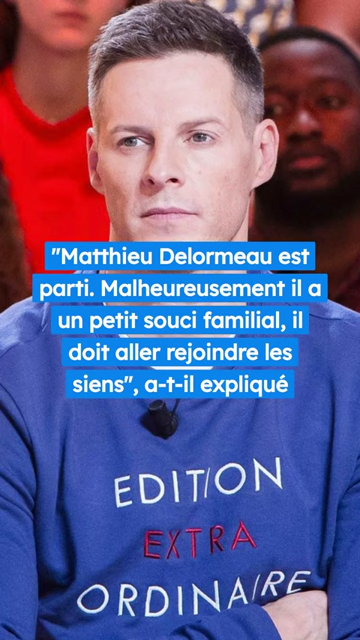 "Matthieu Delormeau est
parti. Malheureusement il a
un petit souci familial, il
doit aller rejoindre les
siens", a-t-il expliqué
EDITION
EXTRA
ORDINAIRE